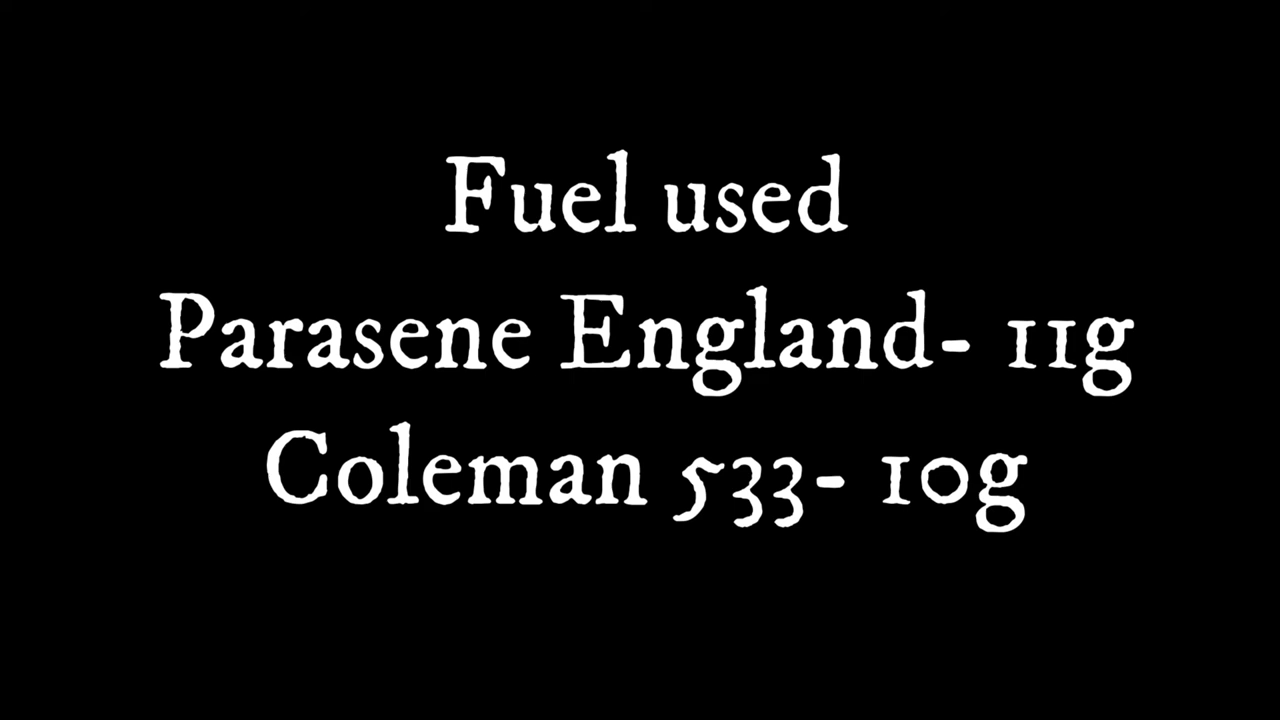 Fuel used
Parasene England- 11g
Coleman 533- 10g